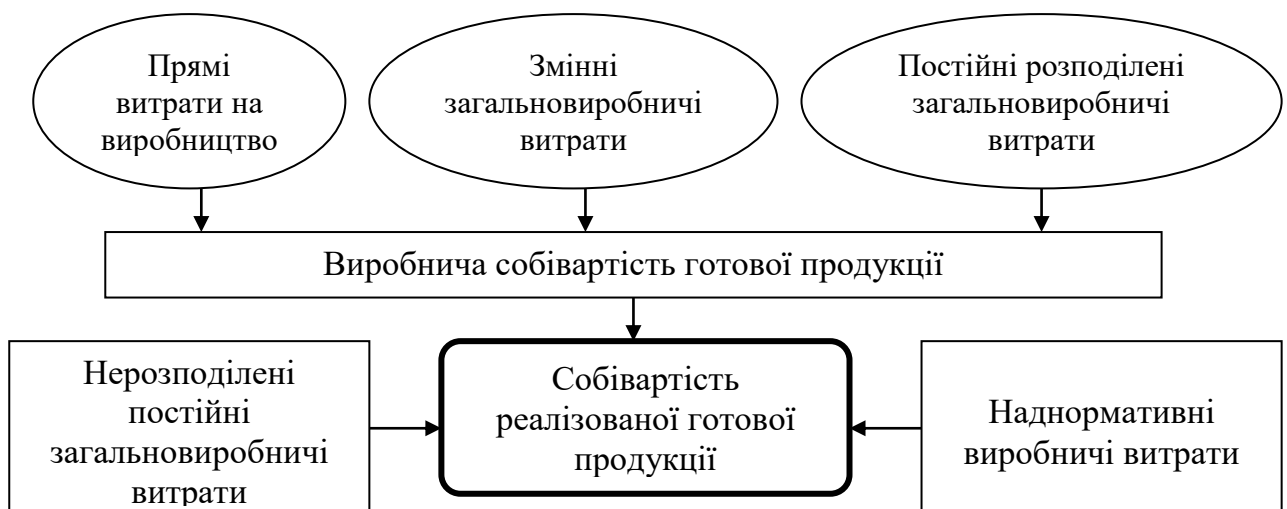 Прямі
витрати на
виробництво
Змінні
загальновиробничі
витрати
Постійні розподілені
загальновиробничі
витрати
Виробнича собівартість готової продукції
Нерозподілені
постійні
загальновиробничі
витрати
Собівартість
реалізованої готової
продукції
Наднормативні
виробничі витрати